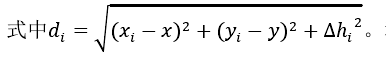 式中$d_i = \sqrt{(x_i - x)^2 + (y_i - y)^2 + \Delta {h_i}^2}$。